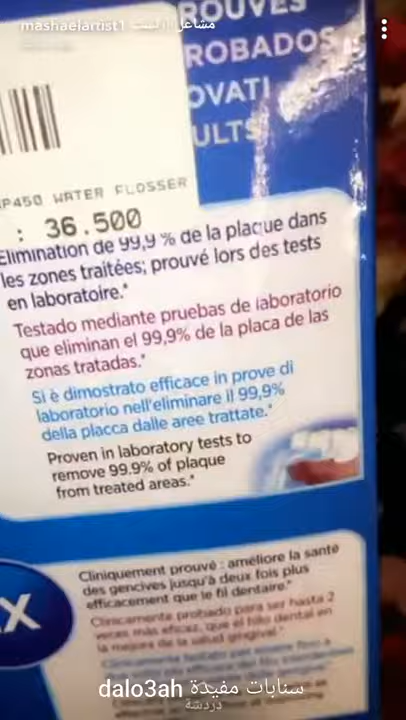 mashaelartist1 مشاعل
ROUVÉS
ROBADOS
OVATI
ULTS
P450 WATER FLOSSER
: 36.500
Élimination de 99,9 % de la plaque dans
les zones traitées; prouvé lors des tests
en laboratoire.*
Testado mediante pruebas de laboratorio
que eliminan el 99,9% de la placa de las
zonas tratadas.*
Si è dimostrato efficace in prove di
laboratorio nell'eliminare il 99,9%
della placca dalle aree trattate.*
Proven in laboratory tests to
remove 99.9% of plaque
from treated areas.*
X
Cliniquement prouvé : améliore la santé
des gencives jusqu'à deux fois plus
efficacement que le fil dentaire.*
Clínicamente probado para ser hasta 2
veces más eficaz, que el hilo dental en
la mejora de la salud gingival.*
dalo3ah سنابات مفيدة
دردشة